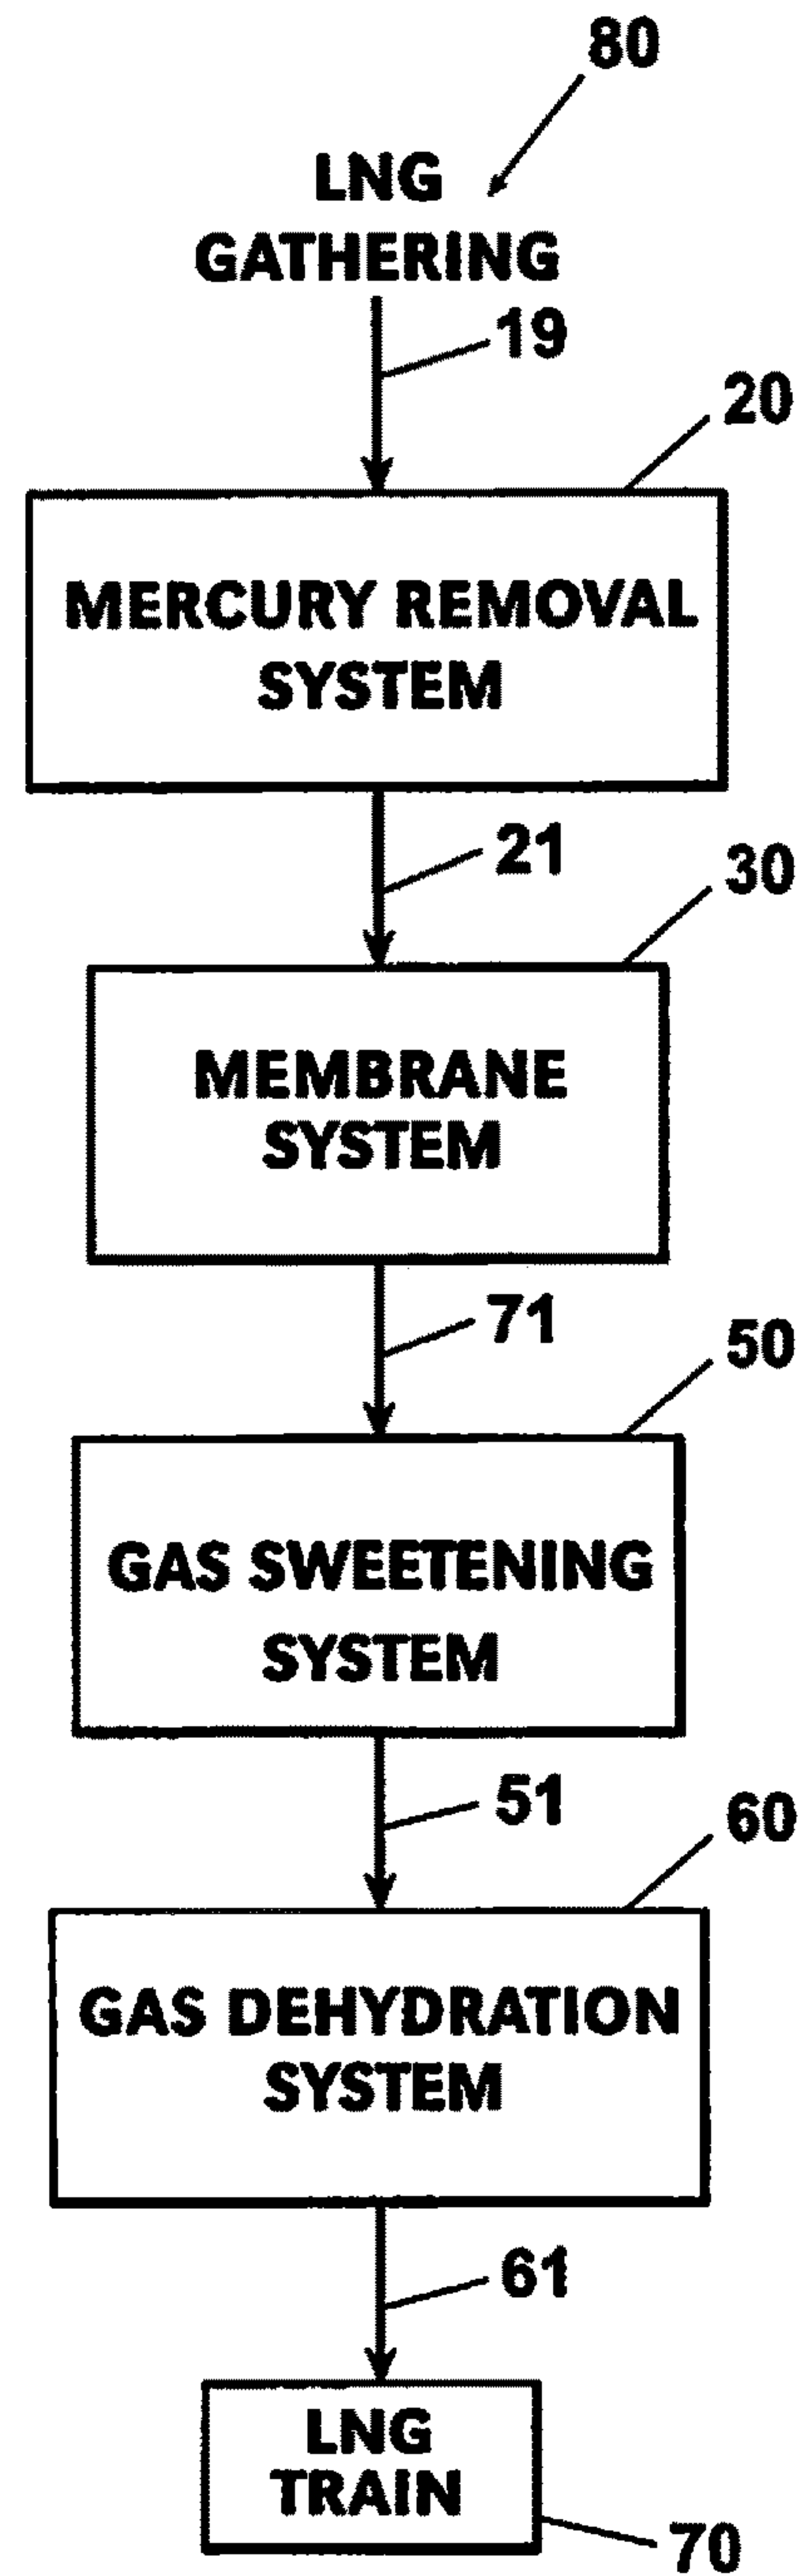 80
LNG
GATHERING
19
20
MERCURY REMOVAL
SYSTEM
21
30
MEMBRANE
SYSTEM
71
50
GAS SWEETENING
SYSTEM
51
60
GAS DEHYDRATION
SYSTEM
61
LNG
TRAIN
70